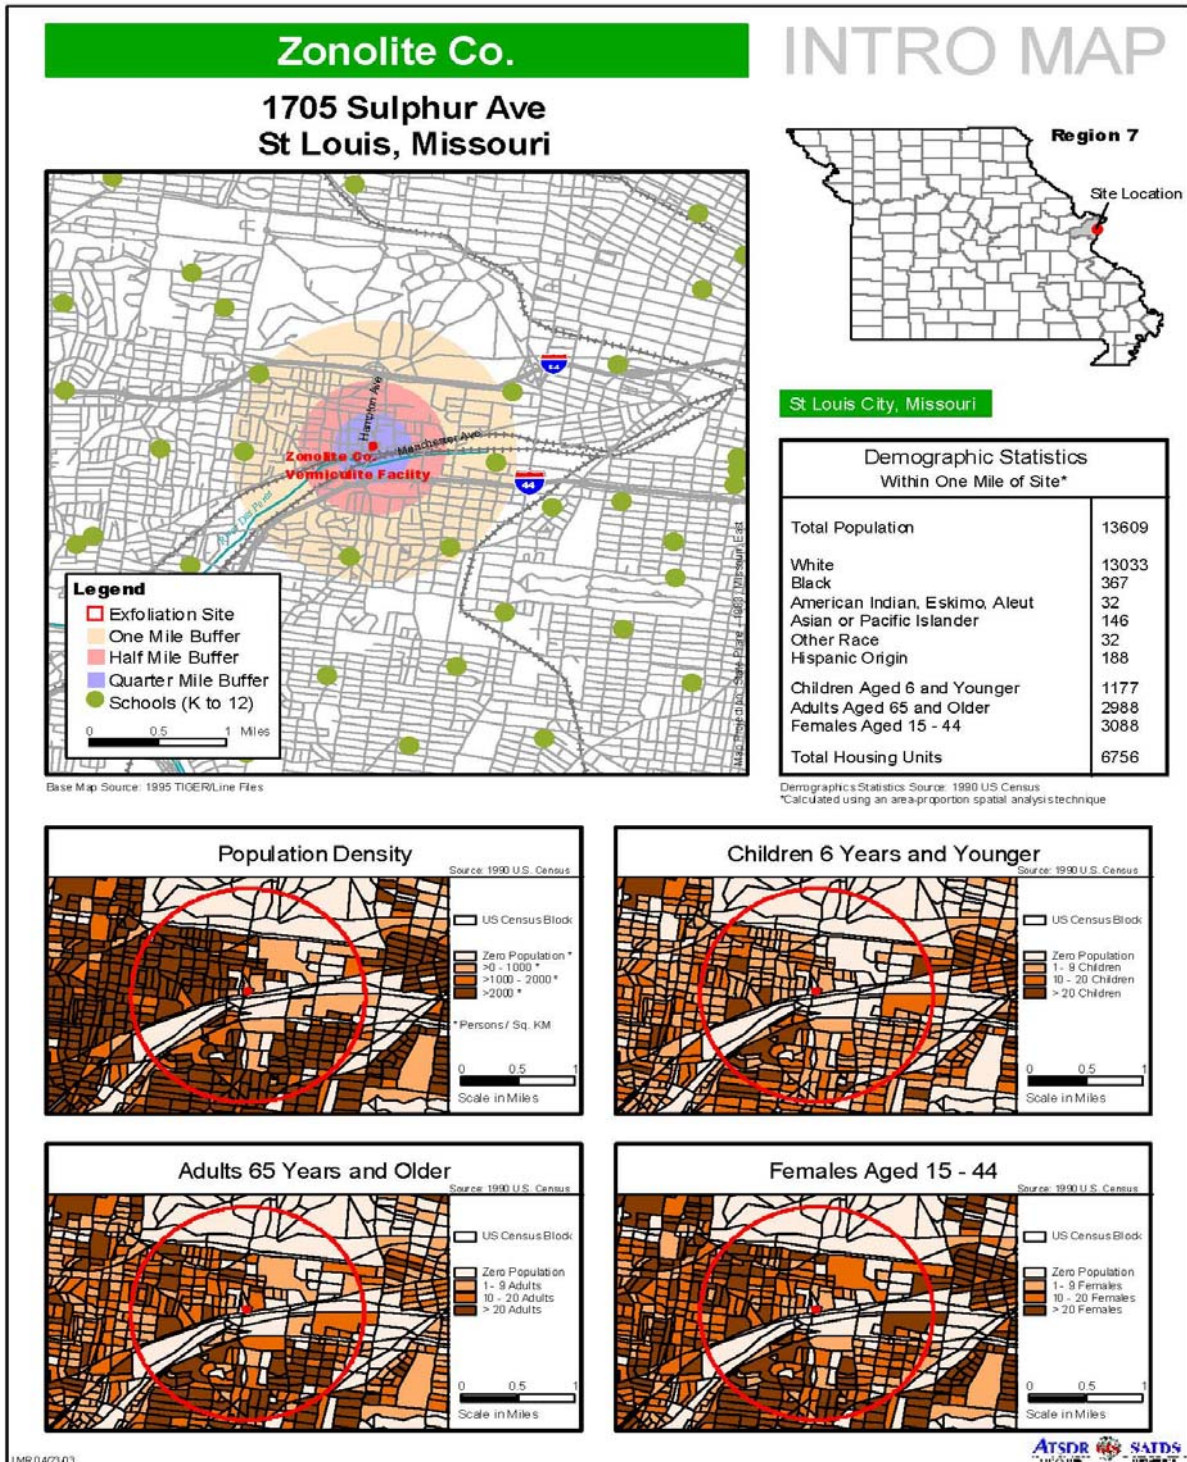 Zonolite Co.
INTRO MAP
1705 Sulphur Ave
St Louis, Missouri
Region 7
Site Location
Hampton Ave
Manchester Ave
Zonolite Co.
Vermiculite Facility
44
Map Projection: State Plane - 1983; Missouri East
Legend
Exfoliation Site
One Mile Buffer
Half Mile Buffer
Quarter Mile Buffer
Schools (K to 12)
0 0.5 1 Miles
Base Map Source: 1995 TIGER/Line Files
St Louis City, Missouri
Demographic Statistics
Within One Mile of Site*
Total Population 13609
White 13033
Black 367
American Indian, Eskimo, Aleut 32
Asian or Pacific Islander 146
Other Race 32
Hispanic Origin 188
Children Aged 6 and Younger 1177
Adults Aged 65 and Older 2988
Females Aged 15 - 44 3088
Total Housing Units 6756
Demographics Statistics Source: 1990 US Census
*Calculated using an area-proportion spatial analysis technique
Population Density
Source: 1990 U.S. Census
US Census Block
Zero Population *
>0 - 1000 *
>1000 - 2000 *
>2000 *
* Persons / Sq. KM
0 0.5 1
Scale in Miles
Children 6 Years and Younger
Source: 1990 U.S. Census
US Census Block
Zero Population
1 - 9 Children
10 - 20 Children
> 20 Children
0 0.5 1
Scale in Miles
Adults 65 Years and Older
Source: 1990 U.S. Census
US Census Block
Zero Population
1 - 9 Adults
10 - 20 Adults
> 20 Adults
0 0.5 1
Scale in Miles
Females Aged 15 - 44
Source: 1990 U.S. Census
US Census Block
Zero Population
1 - 9 Females
10 - 20 Females
> 20 Females
0 0.5 1
Scale in Miles
ATSDR